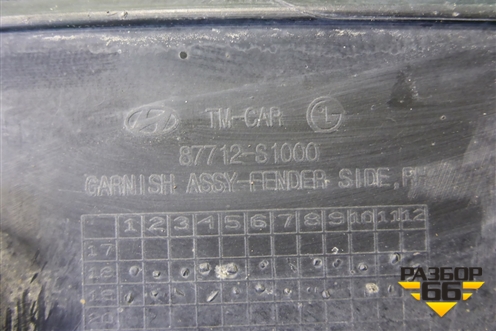 TM-CAR
87712-S1000
GARNISH ASSY-FENDER SIDE,
1 2 3 4 5 6 7 8 9 10 11 12
17
18
19
20
РАЗБОР
66